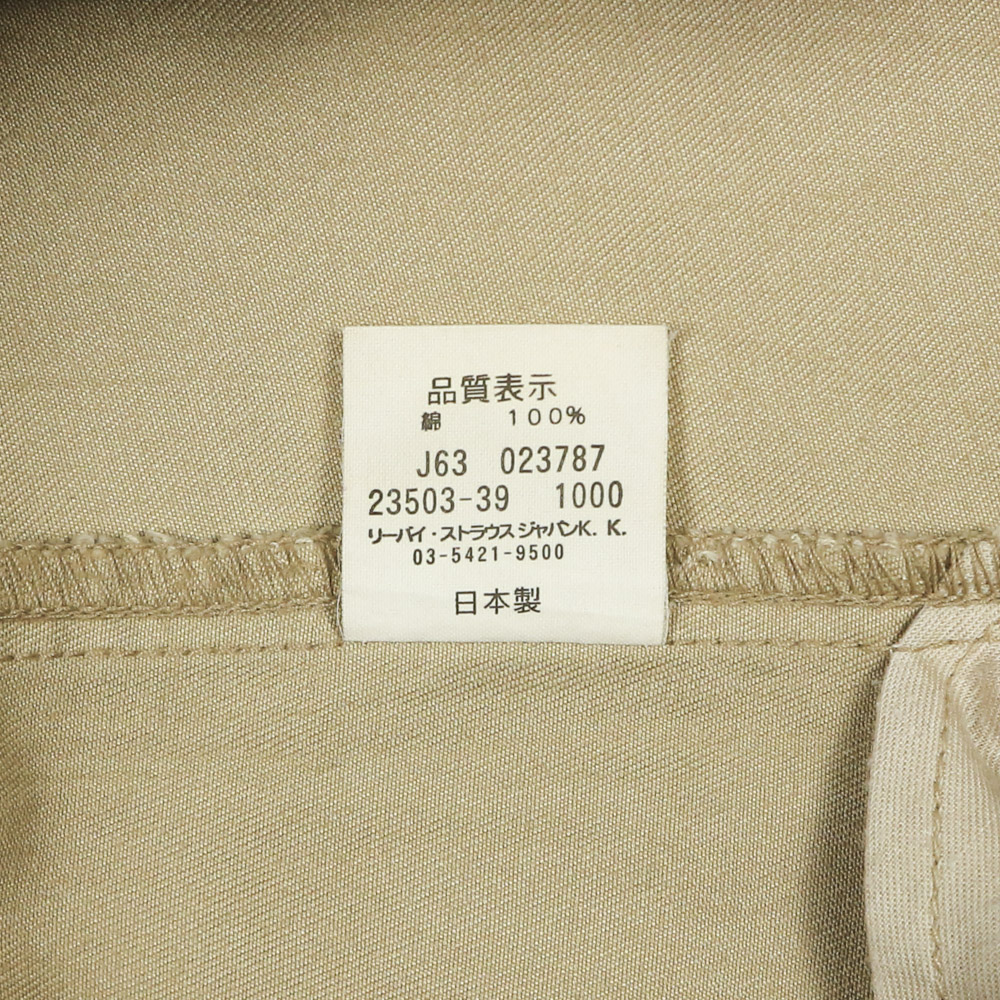 品質表示
綿 100%
J63 023787
23503-39 1000
リーバイ・ストラウスジャパンK.K.
03-5421-9500
日本製